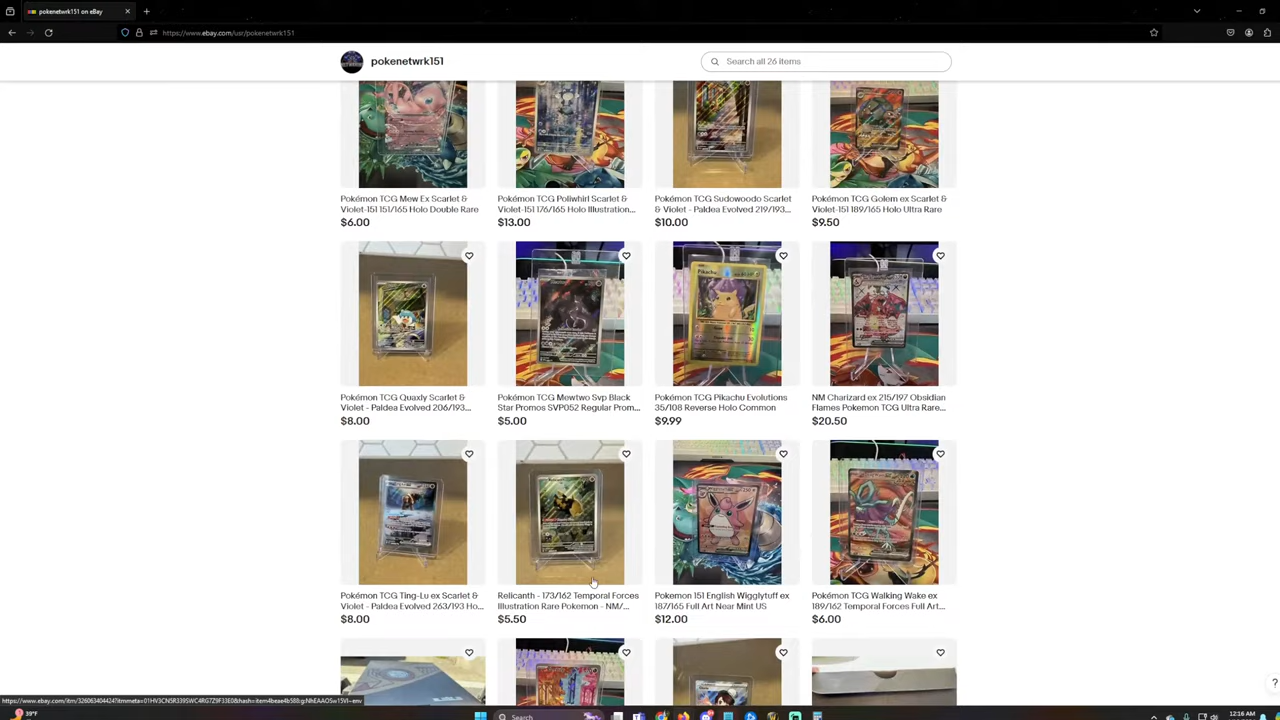 pokenetwrk151 on eBay
https://www.ebay.com/usr/pokenetwrk151
pokenetwrk151
Search all 26 items
Pokémon TCG Mew Ex Scarlet &
Violet-151 151/165 Holo Double Rare
$6.00
Pokémon TCG Poliwhirl Scarlet &
Violet-151 176/165 Holo Illustration...
$13.00
Pokémon TCG Sudowoodo Scarlet
& Violet - Paldea Evolved 219/193...
$10.00
Pokémon TCG Golem ex Scarlet &
Violet-151 189/165 Holo Ultra Rare
$9.50
Pokémon TCG Quaxly Scarlet &
Violet - Paldea Evolved 206/193...
$8.00
Pokémon TCG Mewtwo Svp Black
Star Promos SVP052 Regular Prom...
$5.00
Pikachu
Pokémon TCG Pikachu Evolutions
35/108 Reverse Holo Common
$9.99
NM Charizard ex 215/197 Obsidian
Flames Pokemon TCG Ultra Rare...
$20.50
Pokémon TCG Ting-Lu ex Scarlet &
Violet - Paldea Evolved 263/193 Ho...
$8.00
Relicanth - 173/162 Temporal Forces
Illustration Rare Pokemon - NM/...
$5.50
Pokemon 151 English Wigglytuff ex
187/165 Full Art Near Mint US
$12.00
Pokémon TCG Walking Wake ex
189/162 Temporal Forces Full Art...
$6.00
39°F
Search
12:16 AM